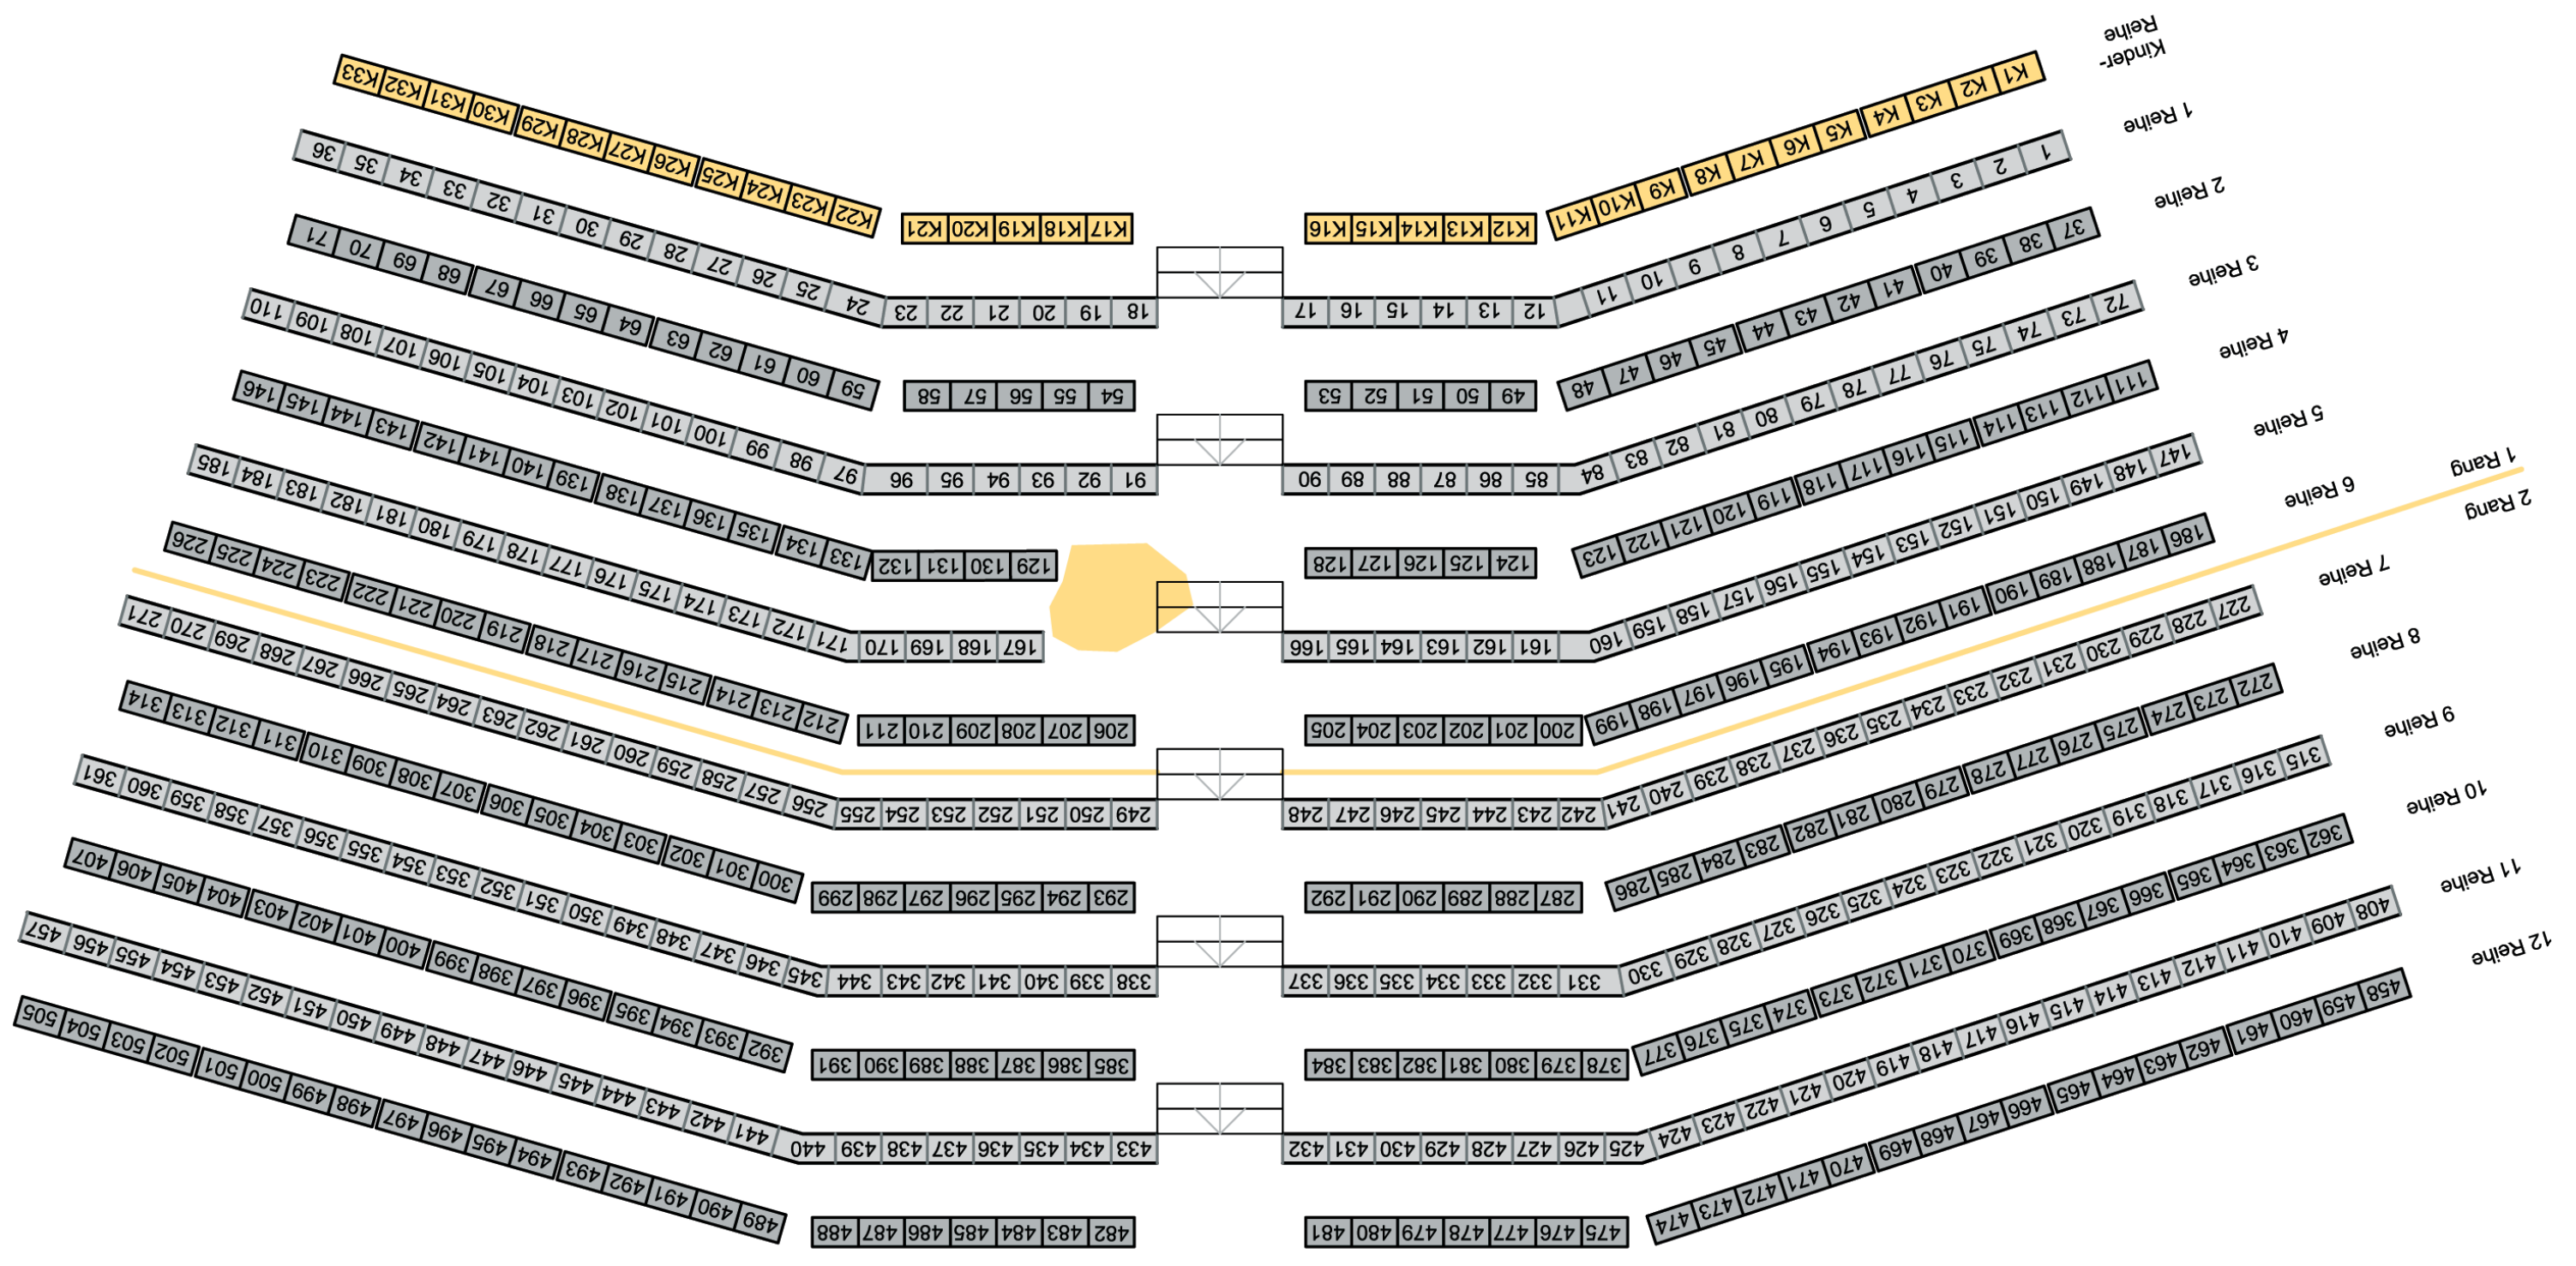 Kinder-
Reihe
K1 K2 K3 K4 K5 K6 K7 K8 K9 K10 K11 K12 K13 K14 K15 K16 K17 K18 K19 K20 K21 K22 K23 K24 K25 K26 K27 K28 K29 K30 K31 K32 K33
1 Reihe
1 2 3 4 5 6 7 8 9 10 11 12 13 14 15 16 17 18 19 20 21 22 23 24 25 26 27 28 29 30 31 32 33 34 35 36
2 Reihe
37 38 39 40 41 42 43 44 45 46 47 48 49 50 51 52 53 54 55 56 57 58 59 60 61 62 63 64 65 66 67 68 69 70 71
3 Reihe
72 73 74 75 76 77 78 79 80 81 82 83 84 85 86 87 88 89 90 91 92 93 94 95 96 97 98 99 100 101 102 103 104 105 106 107 108 109 110
4 Reihe
111 112 113 114 115 116 117 118 119 120 121 122 123 124 125 126 127 128 129 130 131 132 133 134 135 136 137 138 139 140 141 142 143 144 145 146
5 Reihe
147 148 149 150 151 152 153 154 155 156 157 158 159 160 161 162 163 164 165 166 167 168 169 170 171 172 173 174 175 176 177 178 179 180 181 182 183 184 185
6 Reihe
186 187 188 189 190 191 192 193 194 195 196 197 198 199 200 201 202 203 204 205 206 207 208 209 210 211 212 213 214 215 216 217 218 219 220 221 222 223 224 225 226
1 Rang
2 Rang
7 Reihe
227 228 229 230 231 232 233 234 235 236 237 238 239 240 241 242 243 244 245 246 247 248 249 250 251 252 253 254 255 256 257 258 259 260 261 262 263 264 265 266 267 268 269 270 271
8 Reihe
272 273 274 275 276 277 278 279 280 281 282 283 284 285 286 287 288 289 290 291 292 293 294 295 296 297 298 299 300 301 302 303 304 305 306 307 308 309 310 311 312 313 314
9 Reihe
315 316 317 318 319 320 321 322 323 324 325 326 327 328 329 330 331 332 333 334 335 336 337 338 339 340 341 342 343 344 345 346 347 348 349 350 351 352 353 354 355 356 357 358 359 360 361
10 Reihe
362 363 364 365 366 367 368 369 370 371 372 373 374 375 376 377 378 379 380 381 382 383 384 385 386 387 388 389 390 391 392 393 394 395 396 397 398 399 400 401 402 403 404 405 406 407
11 Reihe
408 409 410 411 412 413 414 415 416 417 418 419 420 421 422 423 424 425 426 427 428 429 430 431 432 433 434 435 436 437 438 439 440 441 442 443 444 445 446 447 448 449 450 451 452 453 454 455 456 457
12 Reihe
458 459 460 461 462 463 464 465 466 467 468 469 470 471 472 473 474 475 476 477 478 479 480 481 482 483 484 485 486 487 488 489 490 491 492 493 494 495 496 497 498 499 500 501 502 503 504 505